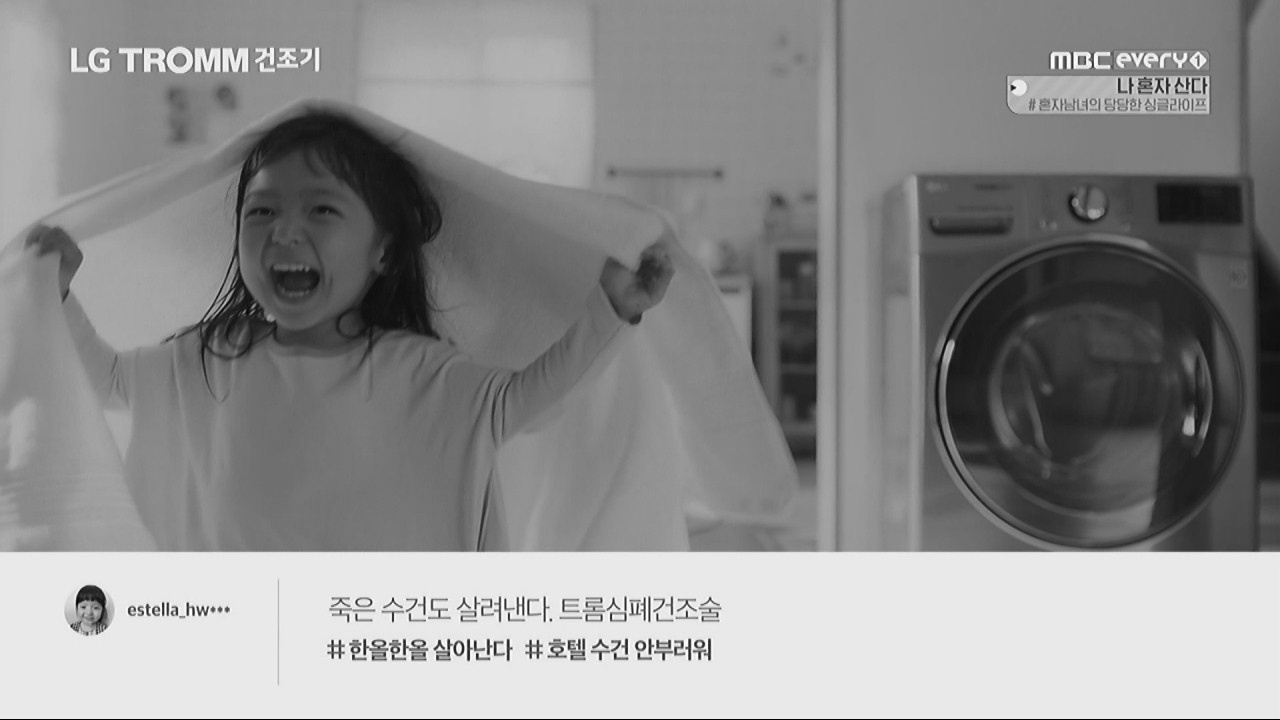 LG TROMM 건조기
MBC every1
나 혼자 산다
# 혼자남녀의 당당한 싱글라이프
estella_hw***
죽은 수건도 살려낸다. 트롬심폐건조술
# 한올한올 살아난다 # 호텔 수건 안부러워